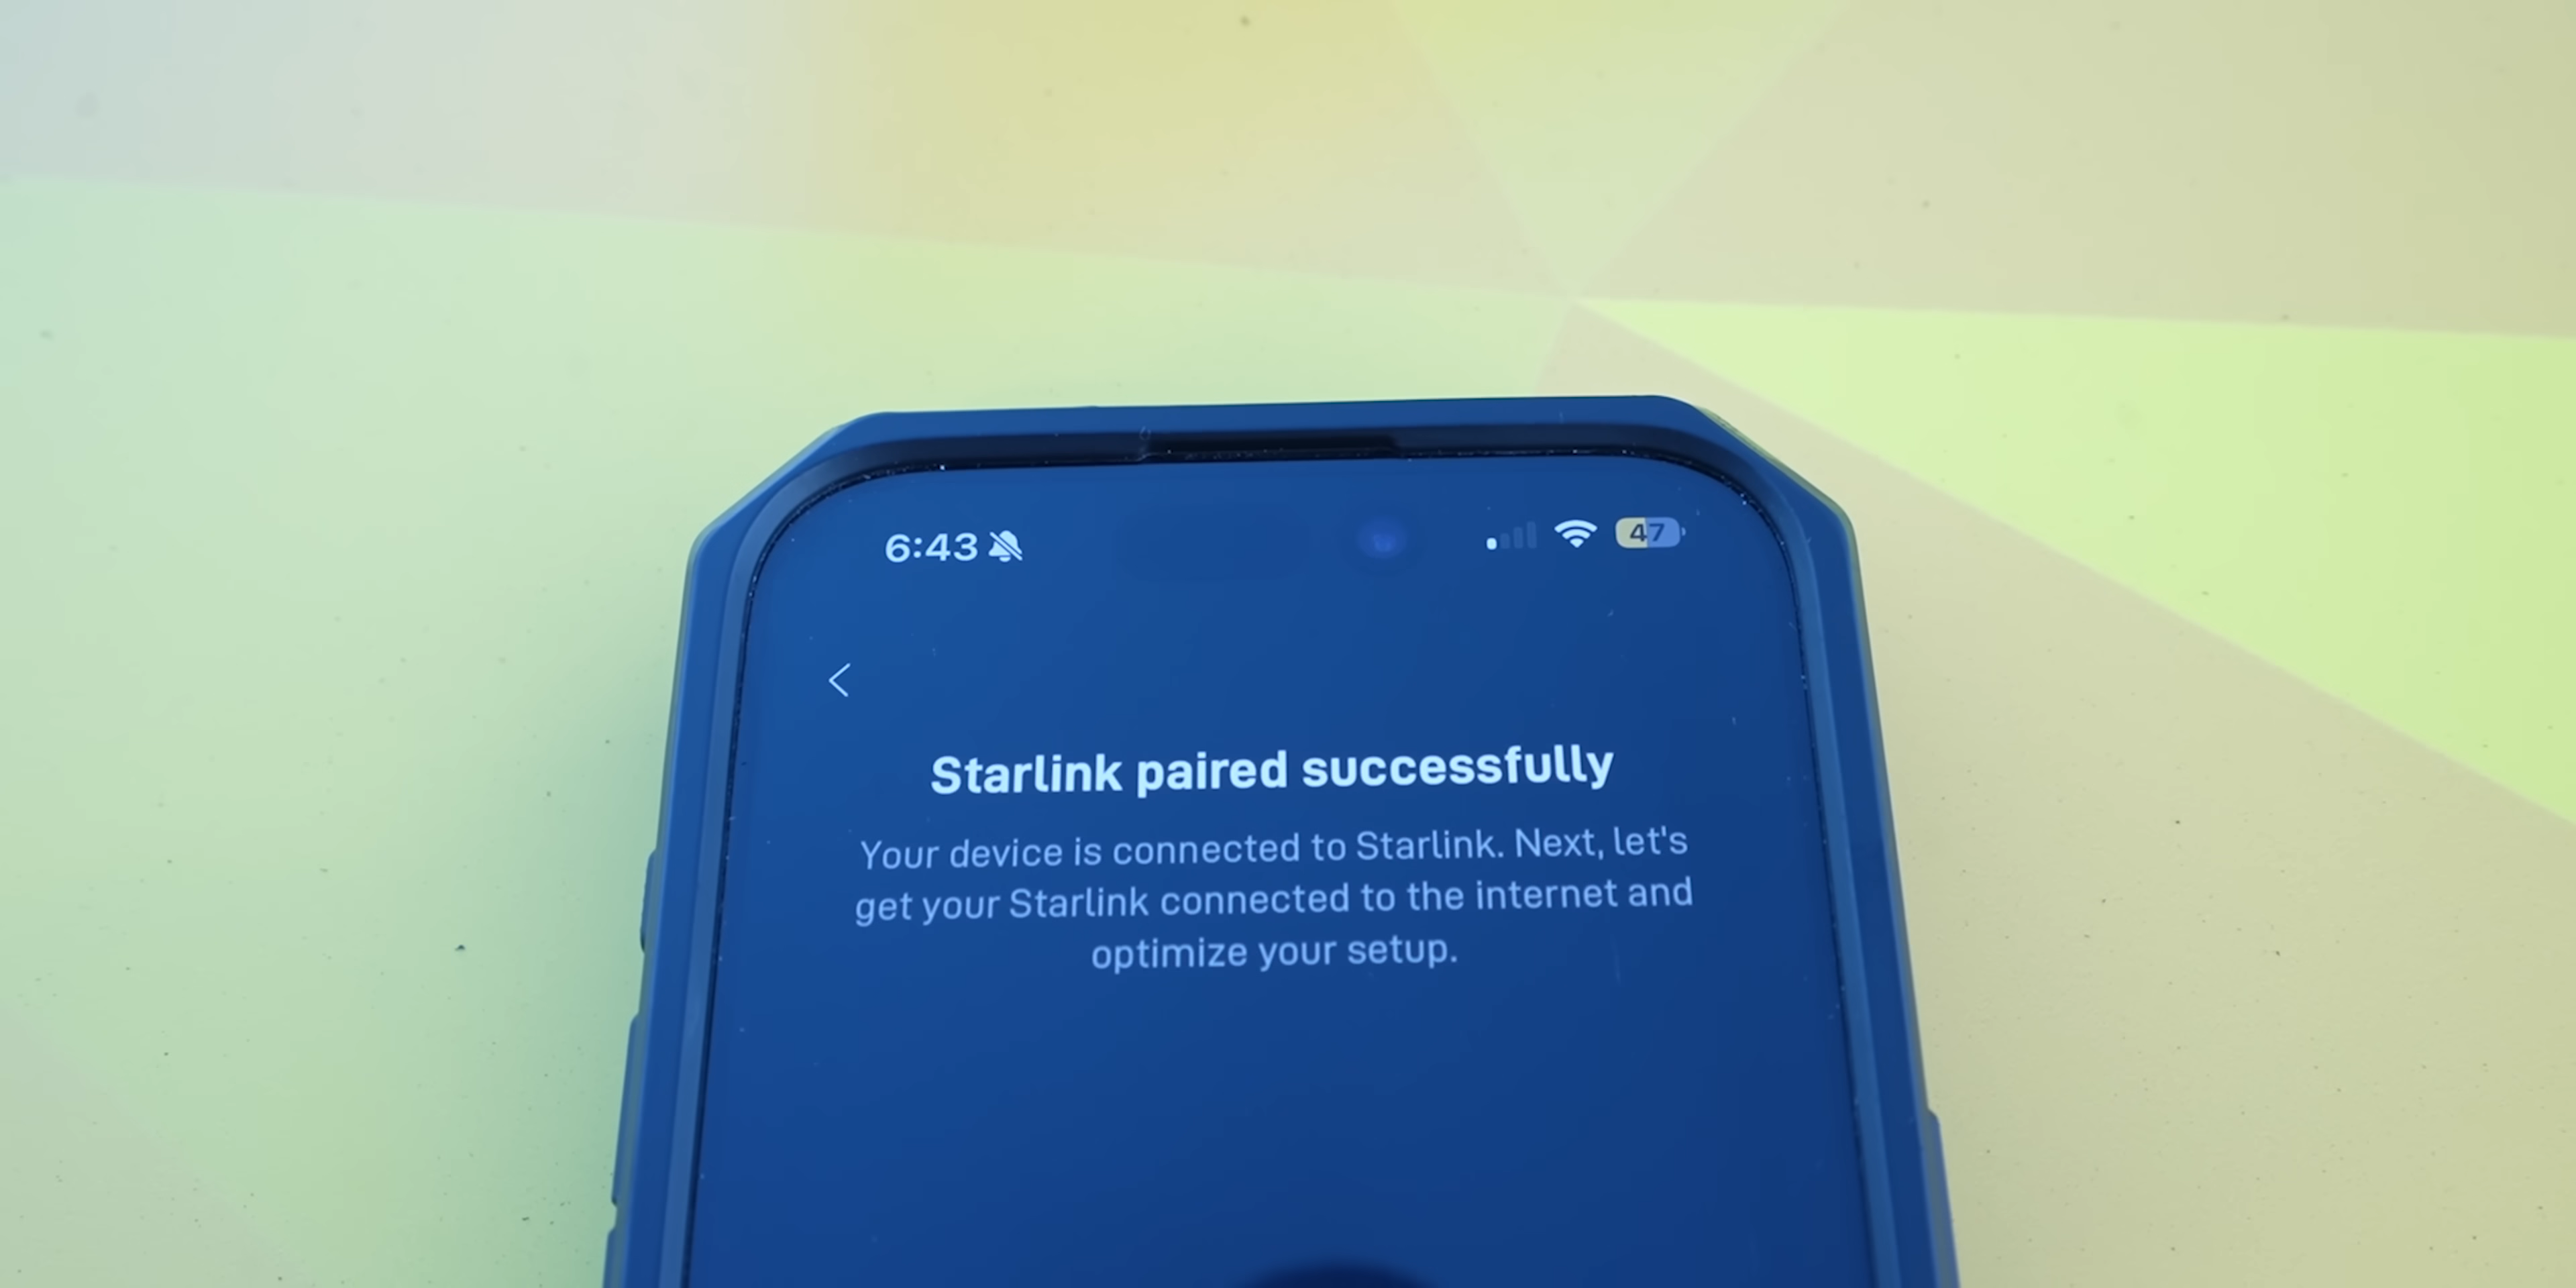 6:43 47
Starlink paired successfully
Your device is connected to Starlink. Next, let's
get your Starlink connected to the internet and
optimize your setup.